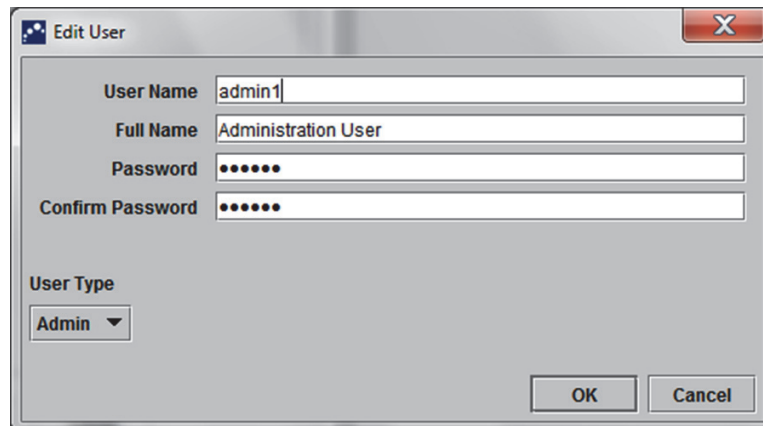 Edit User
User Name admin1
Full Name Administration User
Password ••••••
Confirm Password ••••••
User Type
Admin
OK Cancel